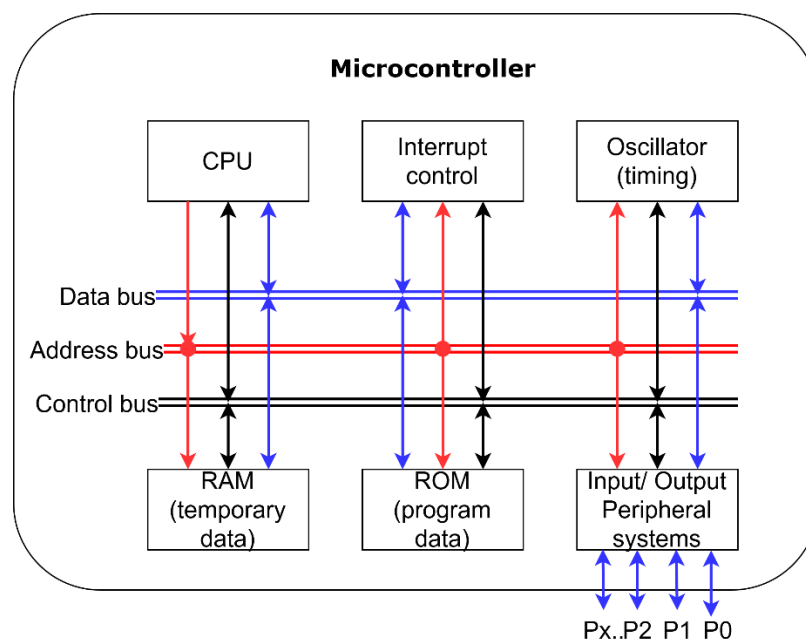 Microcontroller
CPU
Interrupt
control
Oscillator
(timing)
Data bus
Address bus
Control bus
RAM
(temporary
data)
ROM
(program
data)
Input/ Output
Peripheral
systems
Px.. P2 P1 P0